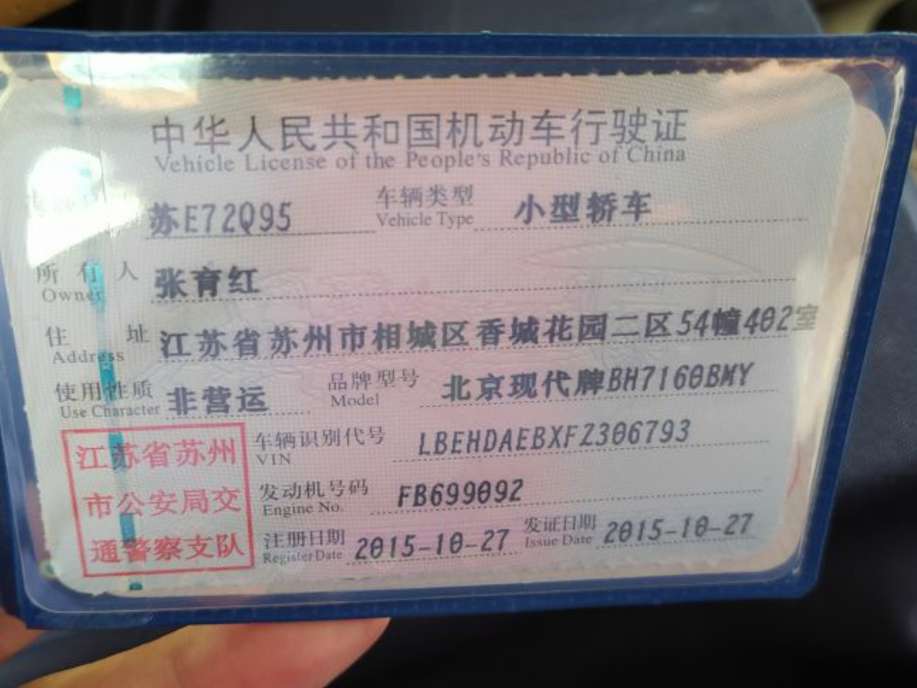 中华人民共和国机动车行驶证
Vehicle License of the People's Republic of China
苏E72Q95 车辆类型 Vehicle Type 小型轿车
所有人 Owner 张育红
住址 Address 江苏省苏州市相城区香城花园二区54幢402室
使用性质 Use Character 非营运 品牌型号 Model 北京现代牌BH7160BMY
江苏省苏州
市公安局交
通警察支队
车辆识别代号 VIN LBEHDAEBXFZ306793
发动机号码 Engine No. FB699092
注册日期 Register Date 2015-10-27 发证日期 Issue Date 2015-10-27